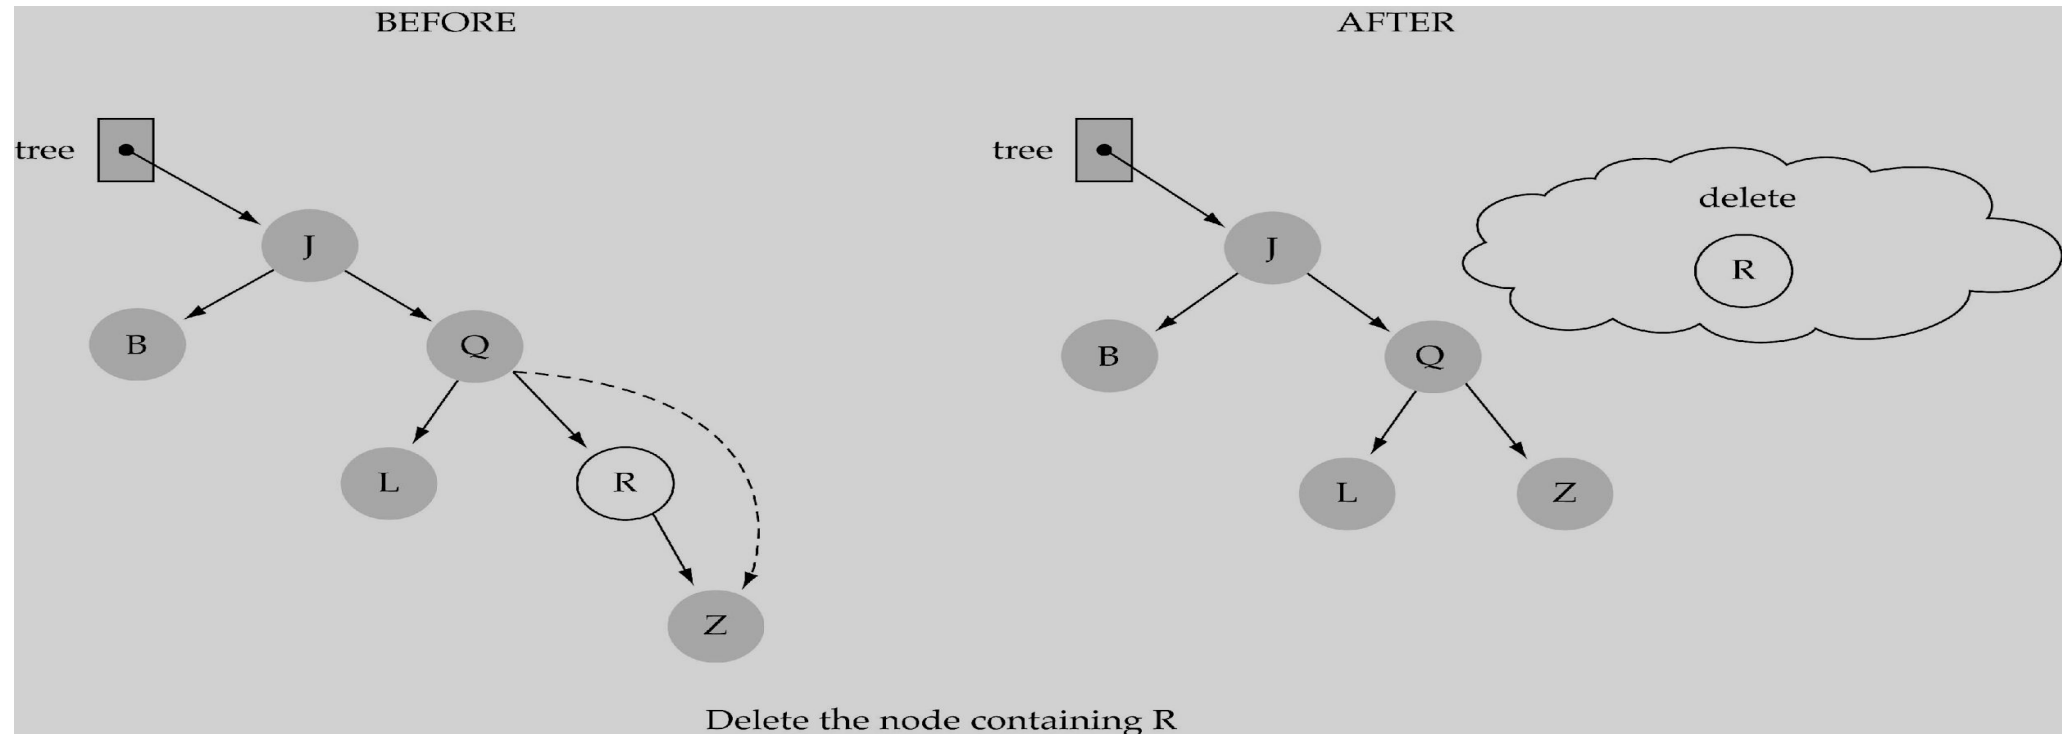 BEFORE
AFTER
tree
J
B
Q
L
R
Z
tree
delete
R
J
B
Q
L
Z
Delete the node containing R